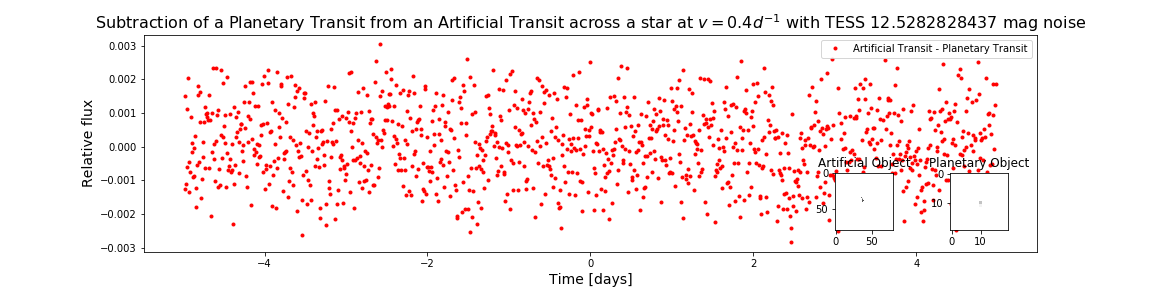 Subtraction of a Planetary Transit from an Artificial Transit across a star at v = 0.4d⁻¹ with TESS 12.5282828437 mag noise
Artificial Transit - Planetary Transit
Relative flux
0.003
0.002
0.001
0.000
−0.001
−0.002
−0.003
Artificial Object
0
50
0 50
Planetary Object
0
10
0 10
−4 −2 0 2 4
Time [days]